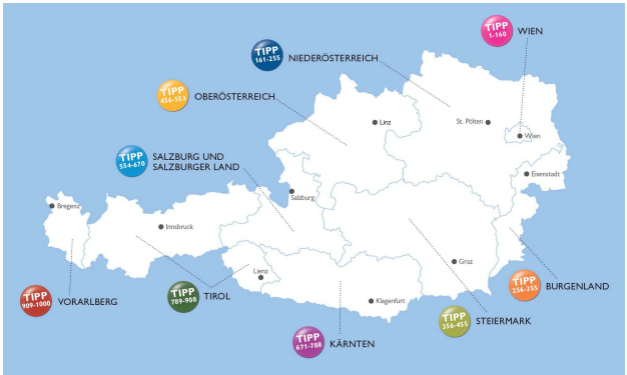 TIPP
1-160
WIEN
TIPP
161-255
NIEDERÖSTERREICH
TIPP
456-553
OBERÖSTERREICH
Linz
St. Pölten
Wien
TIPP
554-670
SALZBURG UND
SALZBURGER LAND
Eisenstadt
Salzburg
Bregenz
Innsbruck
Graz
Lienz
Klagenfurt
TIPP
256-355
BURGENLAND
TIPP
909-1000
VORARLBERG
TIPP
789-908
TIROL
TIPP
356-455
STEIERMARK
TIPP
671-788
KÄRNTEN